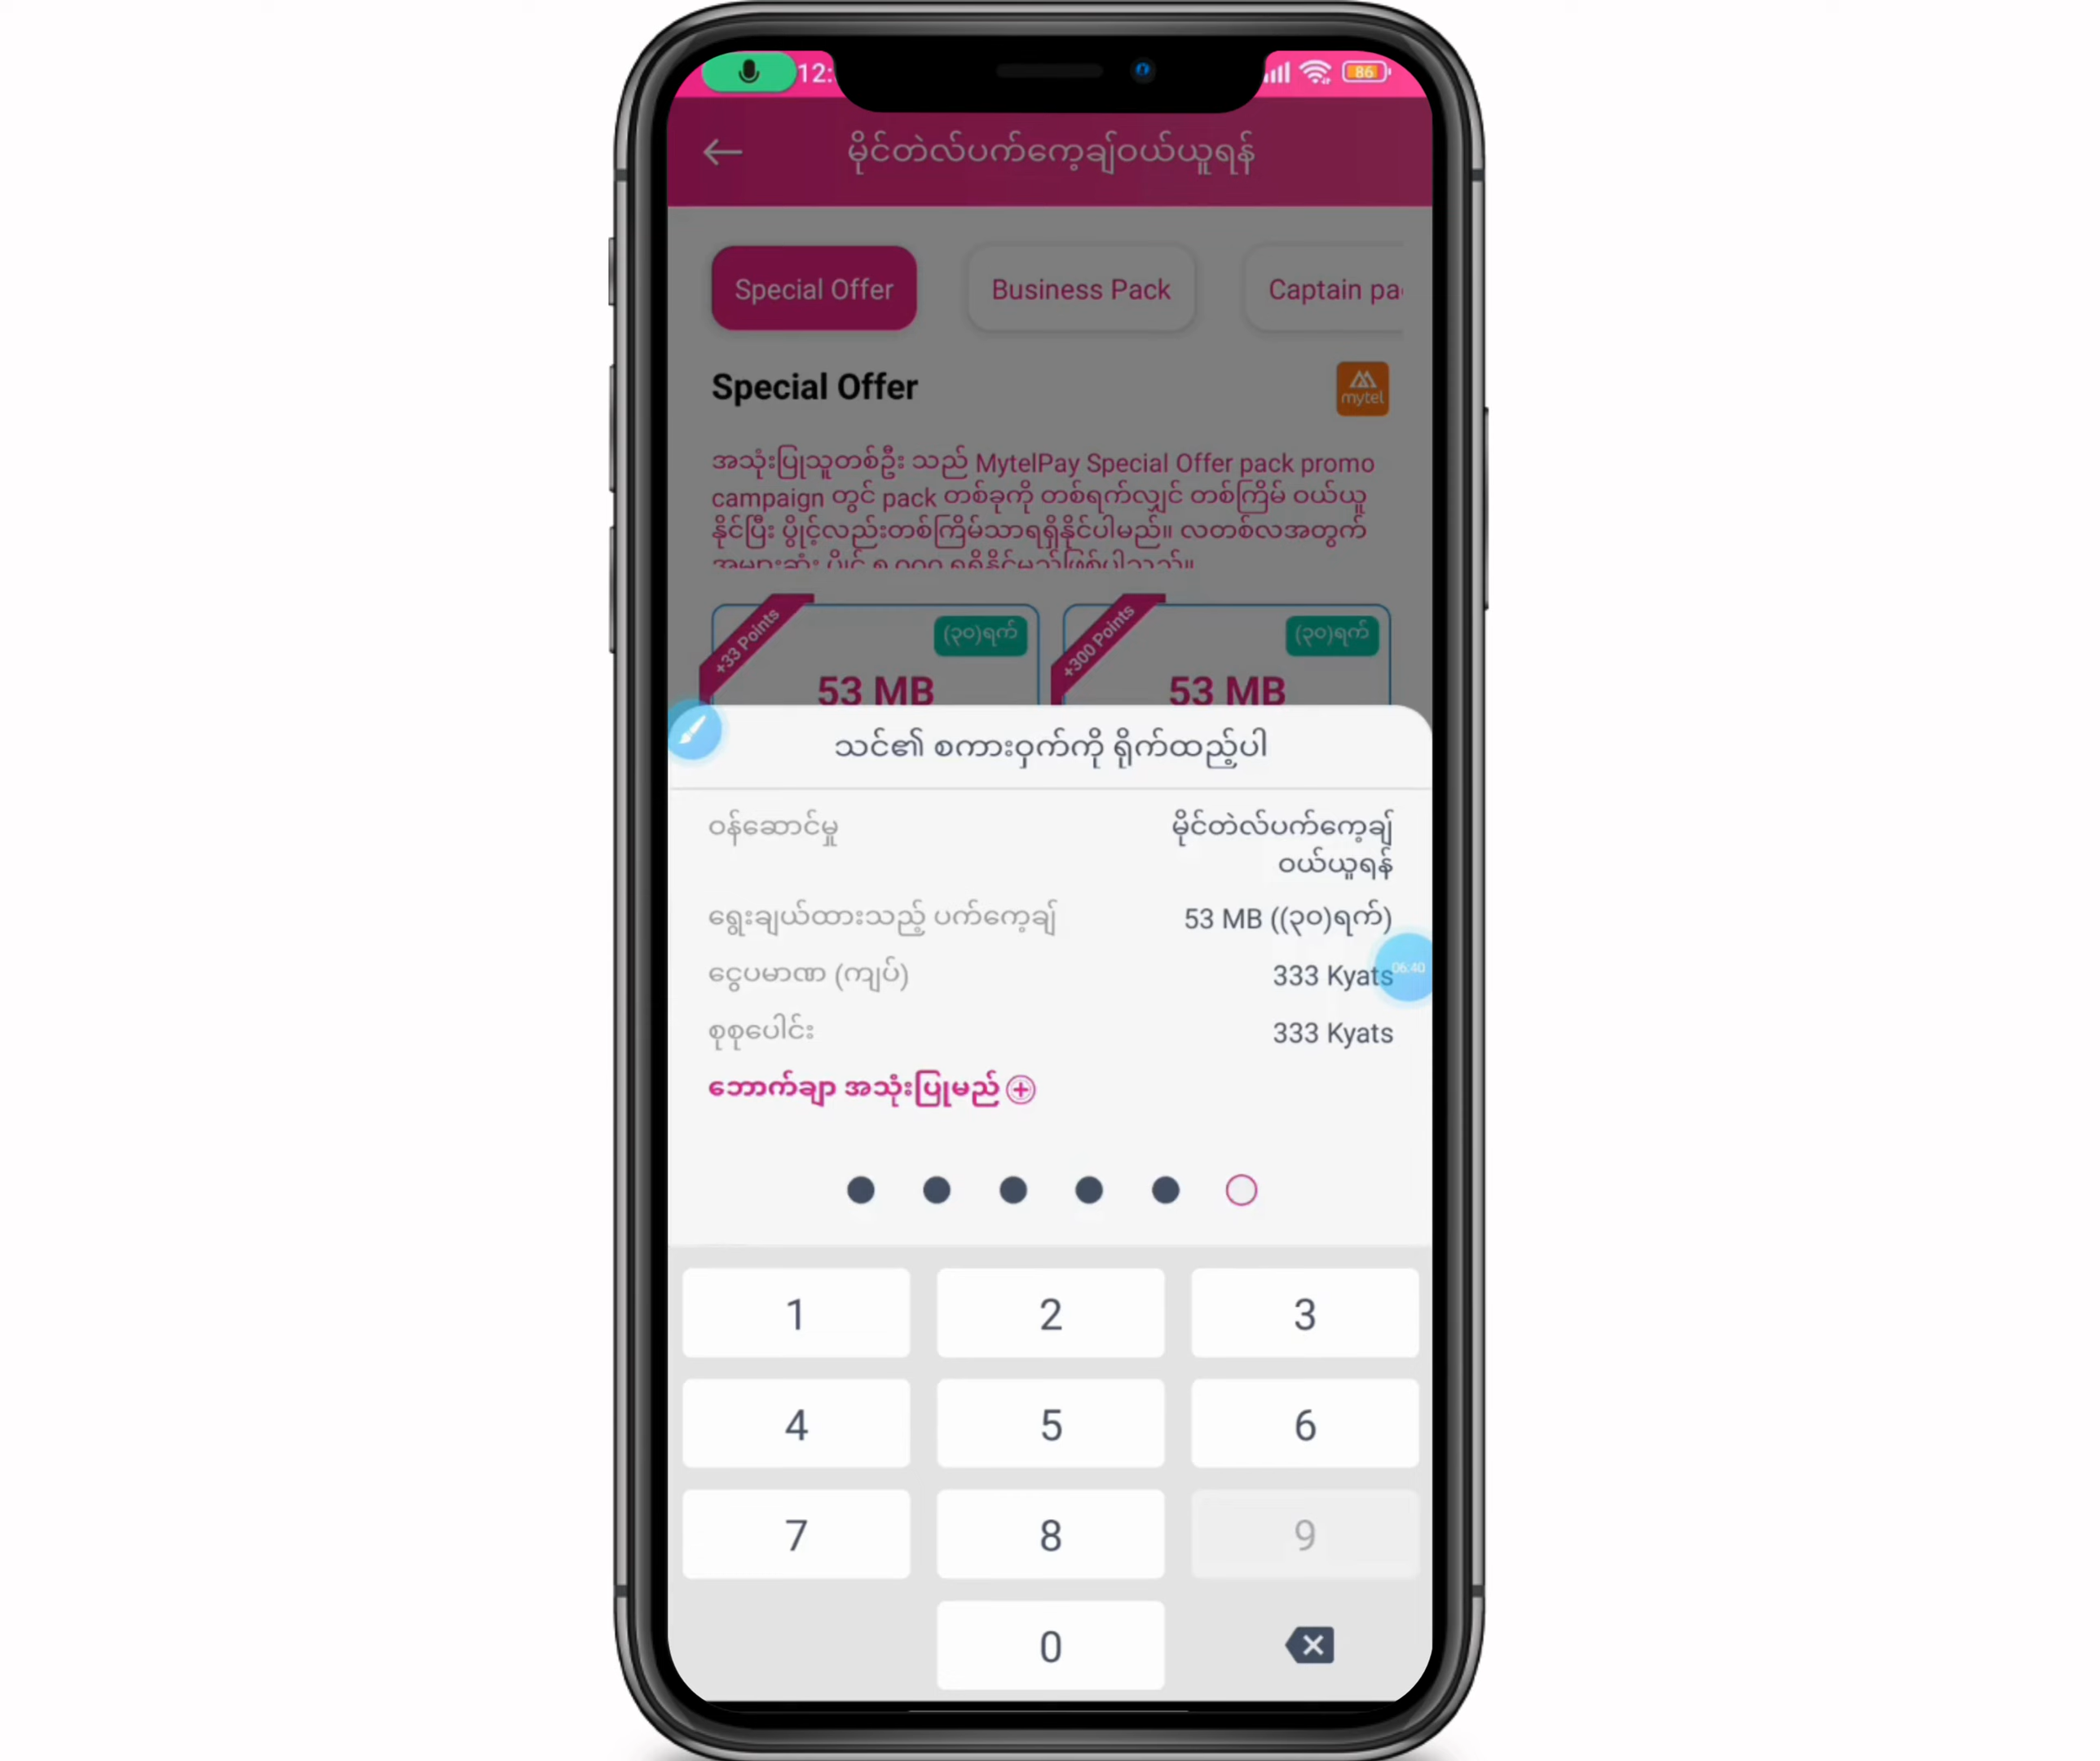 12:
86
မိုင်တဲလ်ပက်ကေ့ချ်ဝယ်ယူရန်
Special Offer
Business Pack
Captain pa
Special Offer
mytel
အသုံးပြုသူတစ်ဦး သည် MytelPay Special Offer pack promo
campaign တွင် pack တစ်ခုကို တစ်ရက်လျှင် တစ်ကြိမ် ဝယ်ယူ
နိုင်ပြီး ပွိုင့်လည်းတစ်ကြိမ်သာရရှိနိုင်ပါမည်။ လတစ်လအတွက်
+33 Points
(၃၀)ရက်
53 MB
+300 Points
(၃၀)ရက်
53 MB
သင်၏ စကားဝှက်ကို ရိုက်ထည့်ပါ
ဝန်ဆောင်မှု
မိုင်တဲလ်ပက်ကေ့ချ်
ဝယ်ယူရန်
ရွေးချယ်ထားသည့် ပက်ကေ့ချ်
53 MB ((၃၀)ရက်)
ငွေပမာဏ (ကျပ်)
333 Kyats
06:40
စုစုပေါင်း
333 Kyats
ဘောက်ချာ အသုံးပြုမည်
1
2
3
4
5
6
7
8
9
0